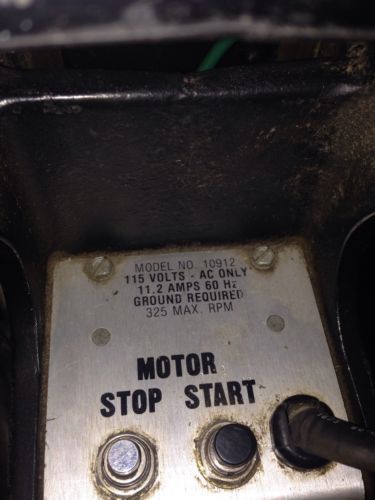 MODEL NO. 10912
115 VOLTS - AC ONLY
11.2 AMPS 60 Hz
GROUND REQUIRED
325 MAX. RPM
MOTOR
STOP START